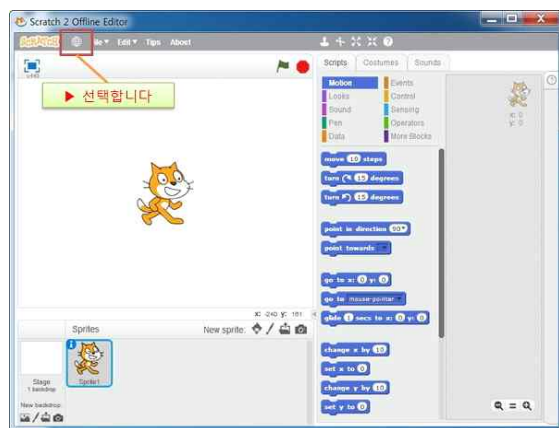 Scratch 2 Offline Editor
SCRATCH
File Edit Tips About
v442
▶ 선택합니다
Scripts Costumes Sounds
Motion Events
Looks Control
Sound Sensing
Pen Operators
Data More Blocks
x: 0
y: 0
move 10 steps
turn 15 degrees
turn 15 degrees
point in direction 90
point towards
go to x: 0 y: 0
go to mouse-pointer
glide 1 secs to x: 0 y: 0
change x by 10
set x to 0
change y by 10
set y to 0
x: -240 y: 161
Sprites New sprite:
Stage
1 backdrop
Sprite1
New backdrop: